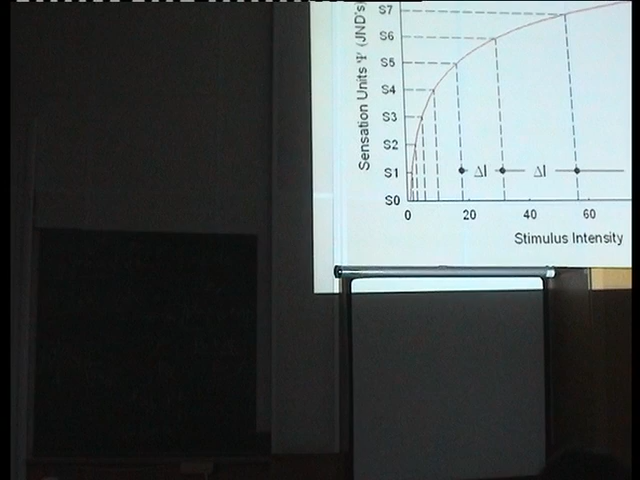 Sensation Units Ψ (JND's)
S7
S6
S5
S4
S3
S2
S1
S0
ΔI
ΔI
0 20 40 60
Stimulus Intensity